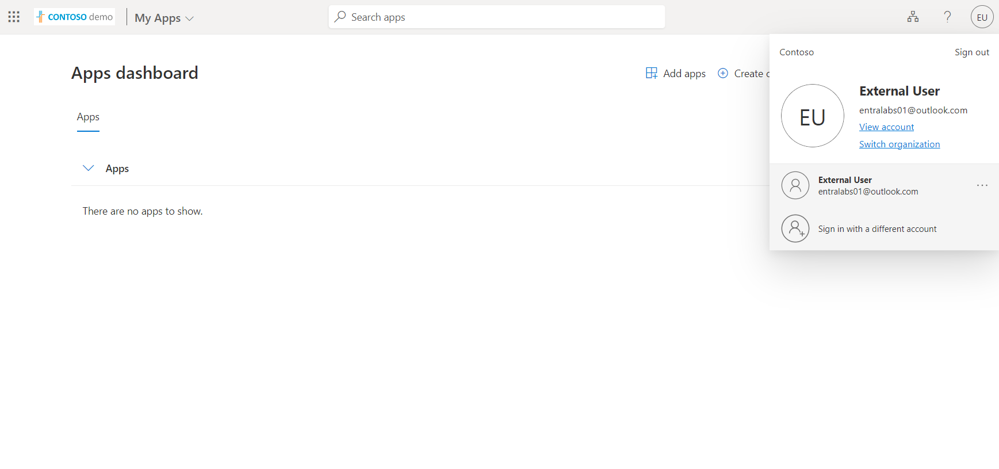 CONTOSO demo
My Apps
Search apps
?
EU
Contoso
Sign out
Apps dashboard
Add apps
Create
EU
External User
entralabs01@outlook.com
View account
Switch organization
Apps
Apps
There are no apps to show.
External User
entralabs01@outlook.com
...
Sign in with a different account